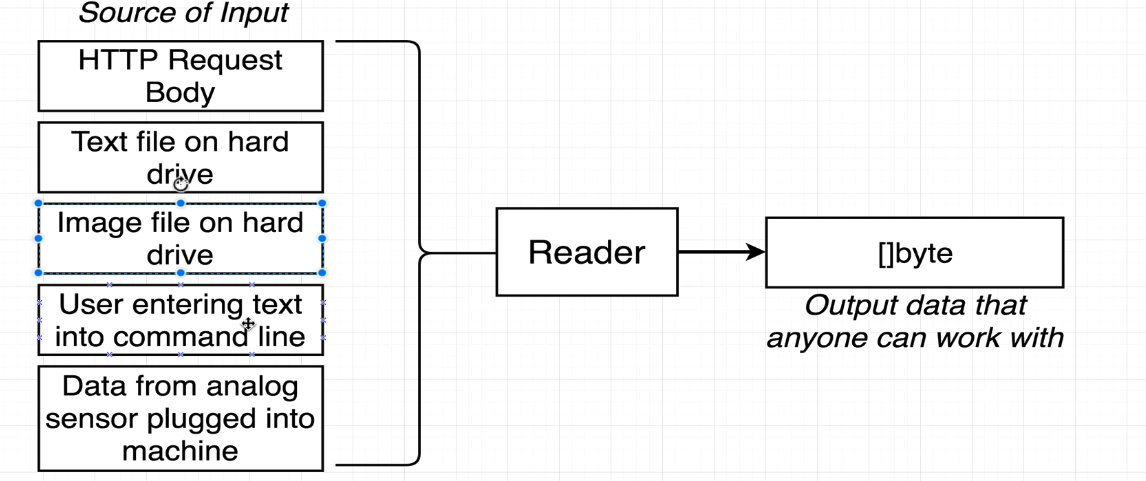 Source of Input
HTTP Request
Body
Text file on hard
drive
Image file on hard
drive
User entering text
into command line
Data from analog
sensor plugged into
machine
Reader
[]byte
Output data that
anyone can work with